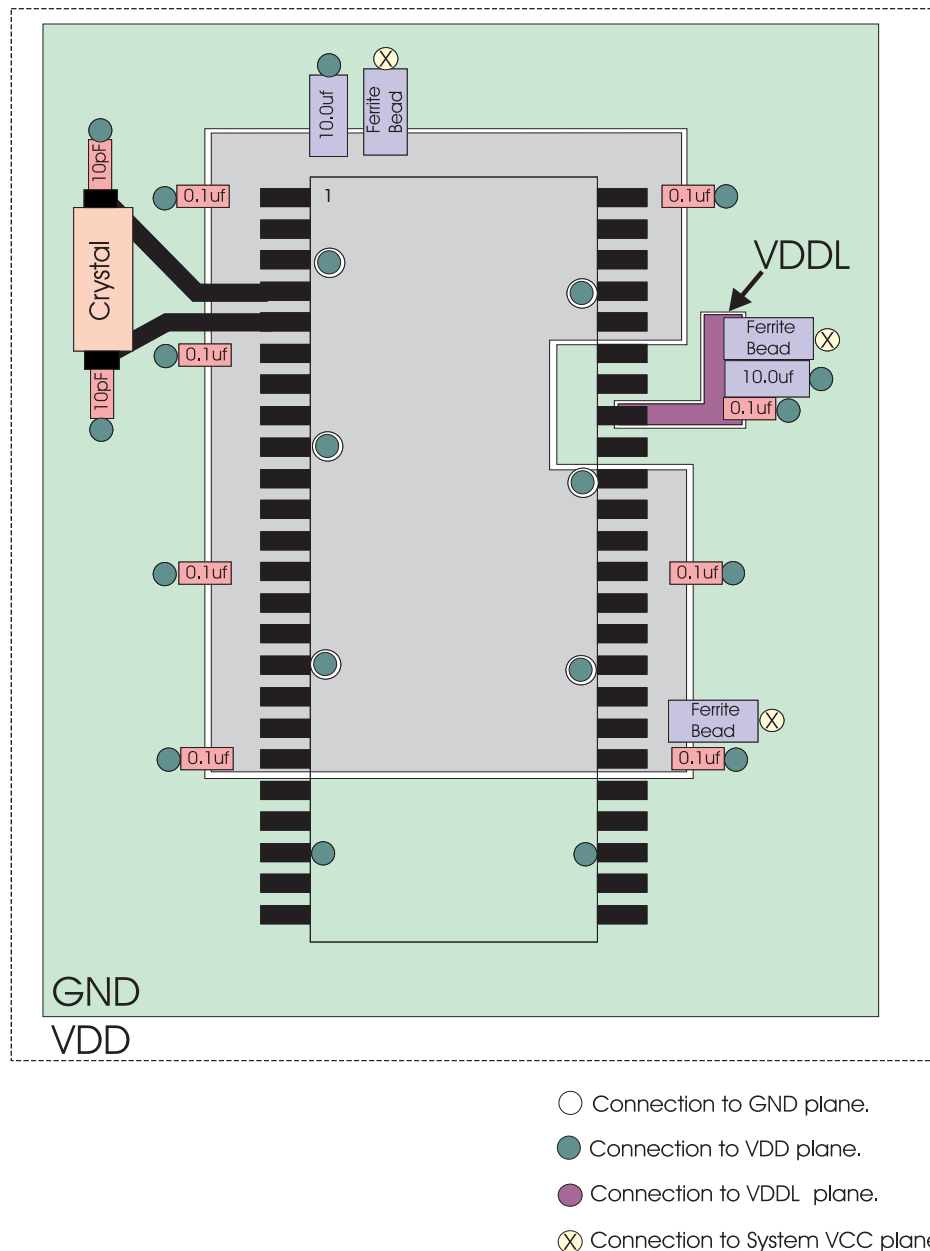 10.0uf
Ferrite
Bead
10pF
0.1uf
1
0.1uf
Crystal
VDDL
Ferrite
Bead
0.1uf
10.0uf
10pF
0.1uf
0.1uf
0.1uf
Ferrite
Bead
0.1uf
0.1uf
GND
VDD
Connection to GND plane.
Connection to VDD plane.
Connection to VDDL plane.
X Connection to System VCC plane
X
X
X